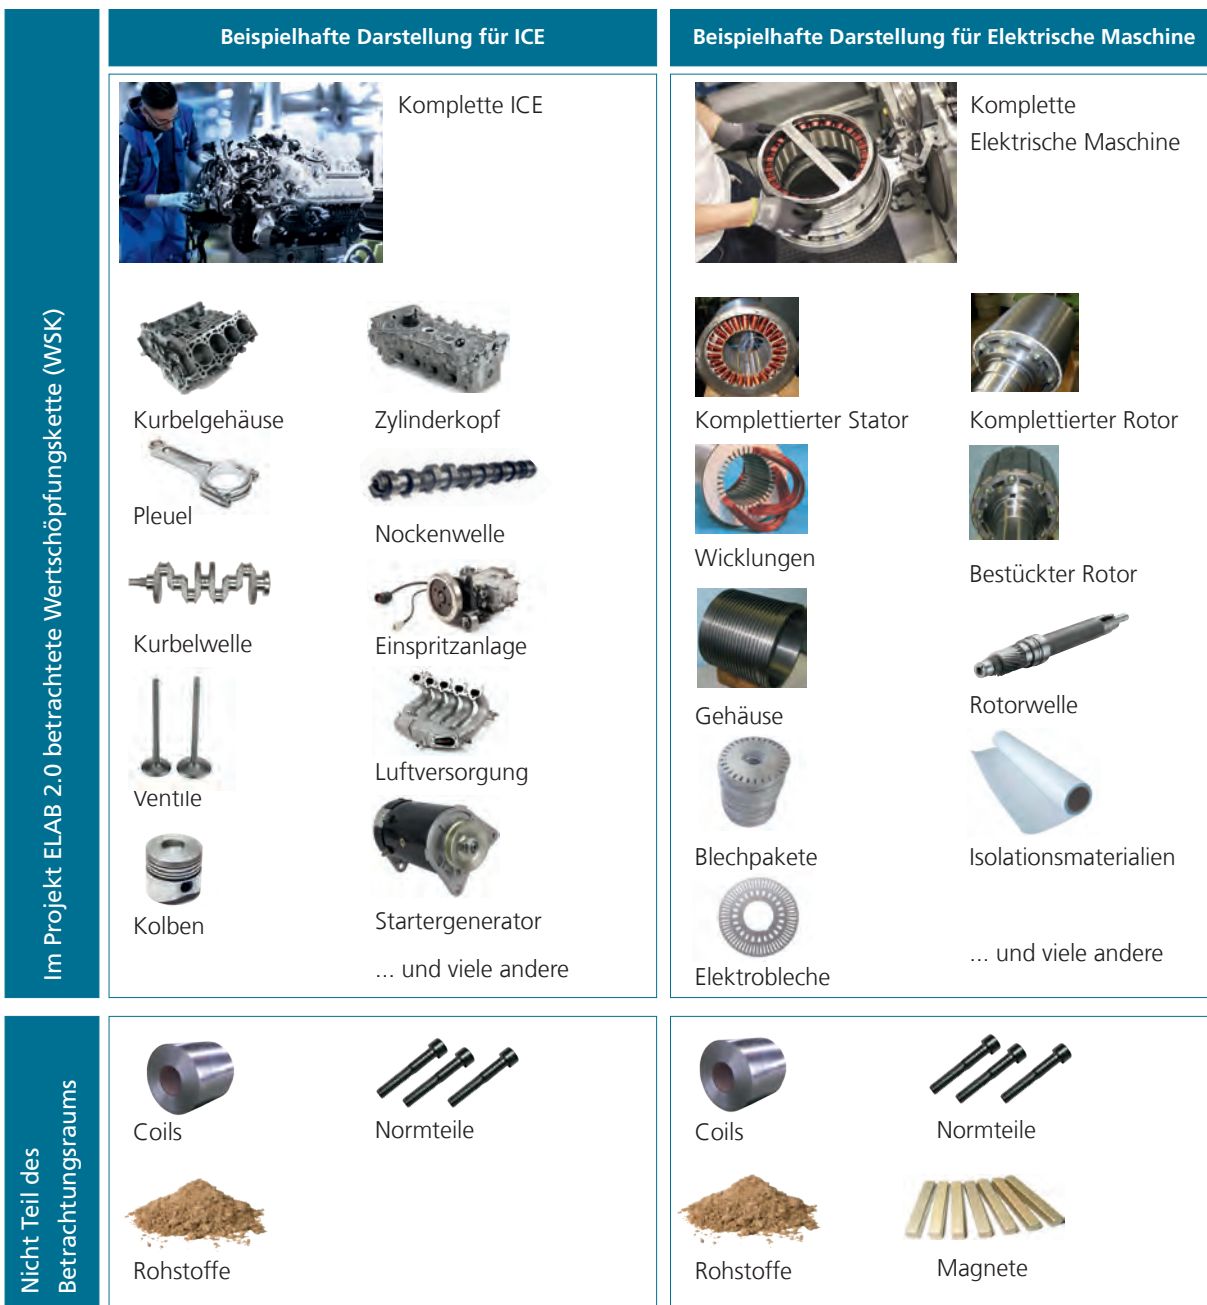 Beispielhafte Darstellung für ICE
Beispielhafte Darstellung für Elektrische Maschine
Im Projekt ELAB 2.0 betrachtete Wertschöpfungskette (WSK)
Komplette ICE
Kurbelgehäuse
Zylinderkopf
Pleuel
Nockenwelle
Kurbelwelle
Einspritzanlage
Luftversorgung
Ventile
Kolben
Startergenerator
... und viele andere
Komplette
Elektrische Maschine
Komplettierter Stator
Komplettierter Rotor
Wicklungen
Bestückter Rotor
Gehäuse
Rotorwelle
Blechpakete
Isolationsmaterialien
Elektrobleche
... und viele andere
Nicht Teil des
Betrachtungsraums
Coils
Normteile
Rohstoffe
Coils
Normteile
Rohstoffe
Magnete